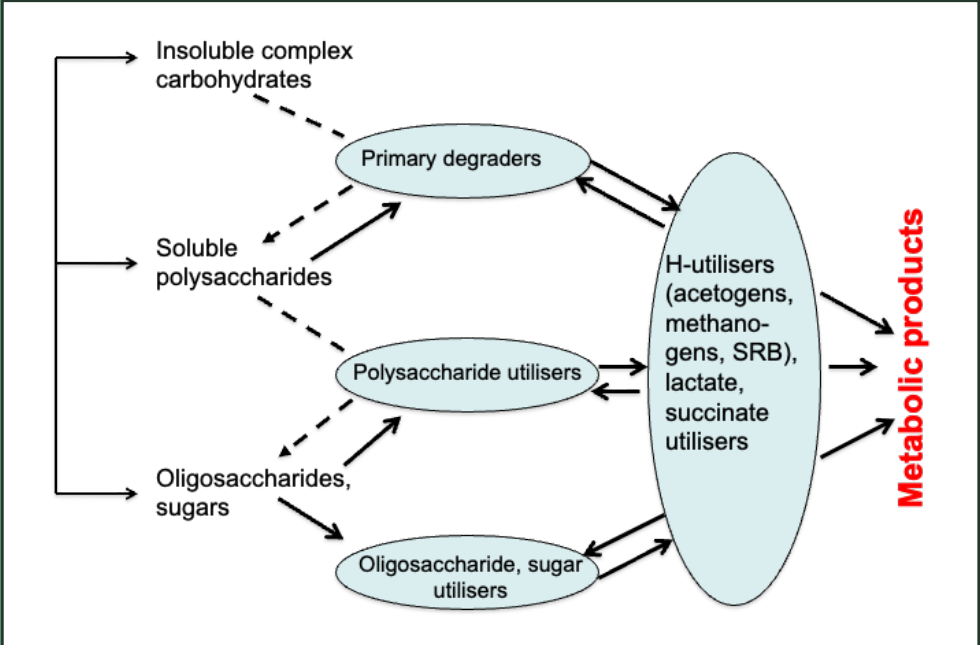 Insoluble complex
carbohydrates
Primary degraders
Soluble
polysaccharides
H-utilisers
(acetogens,
methano-
gens, SRB),
lactate,
succinate
utilisers
Metabolic products
Polysaccharide utilisers
Oligosaccharides,
sugars
Oligosaccharide, sugar
utilisers